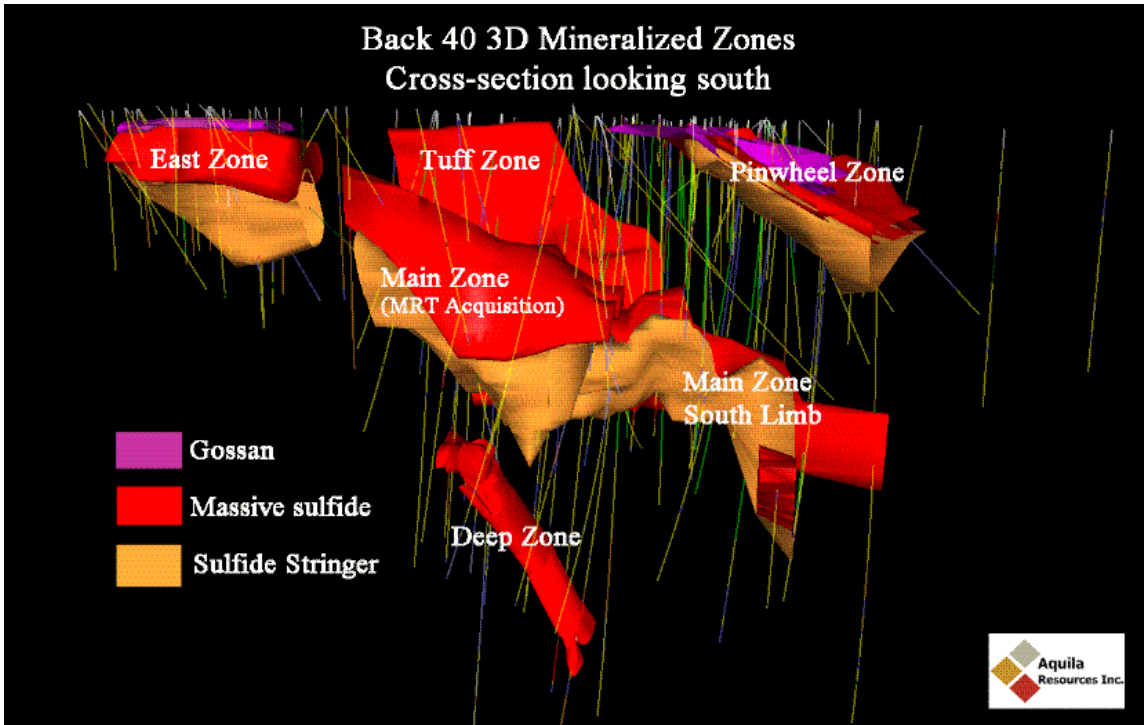 Back 40 3D Mineralized Zones
Cross-section looking south
East Zone
Tuff Zone
Pinwheel Zone
Main Zone
(MRT Acquisition)
Main Zone
South Limb
Gossan
Massive sulfide
Deep Zone
Sulfide Stringer
Aquila
Resources Inc.